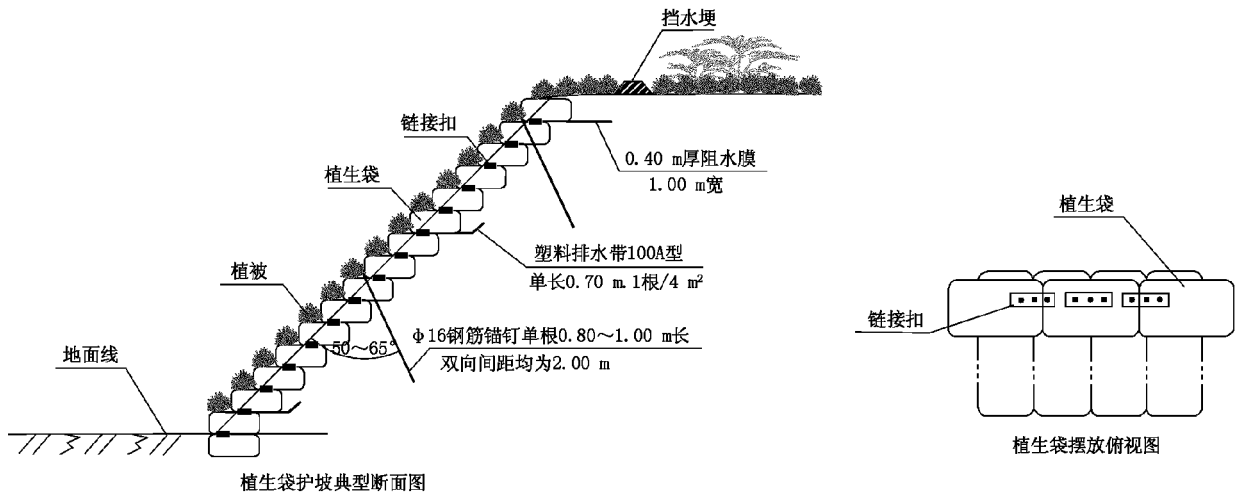 挡水埂
链接扣
0.40 m厚阻水膜
1.00 m宽
植生袋
植生袋
塑料排水带100A型
单长0.70 m.1根/4 m²
植被
链接扣
50～65°
ф16钢筋锚钉单根0.80～1.00 m长
双向间距均为2.00 m
地面线
植生袋护坡典型断面图
植生袋摆放俯视图